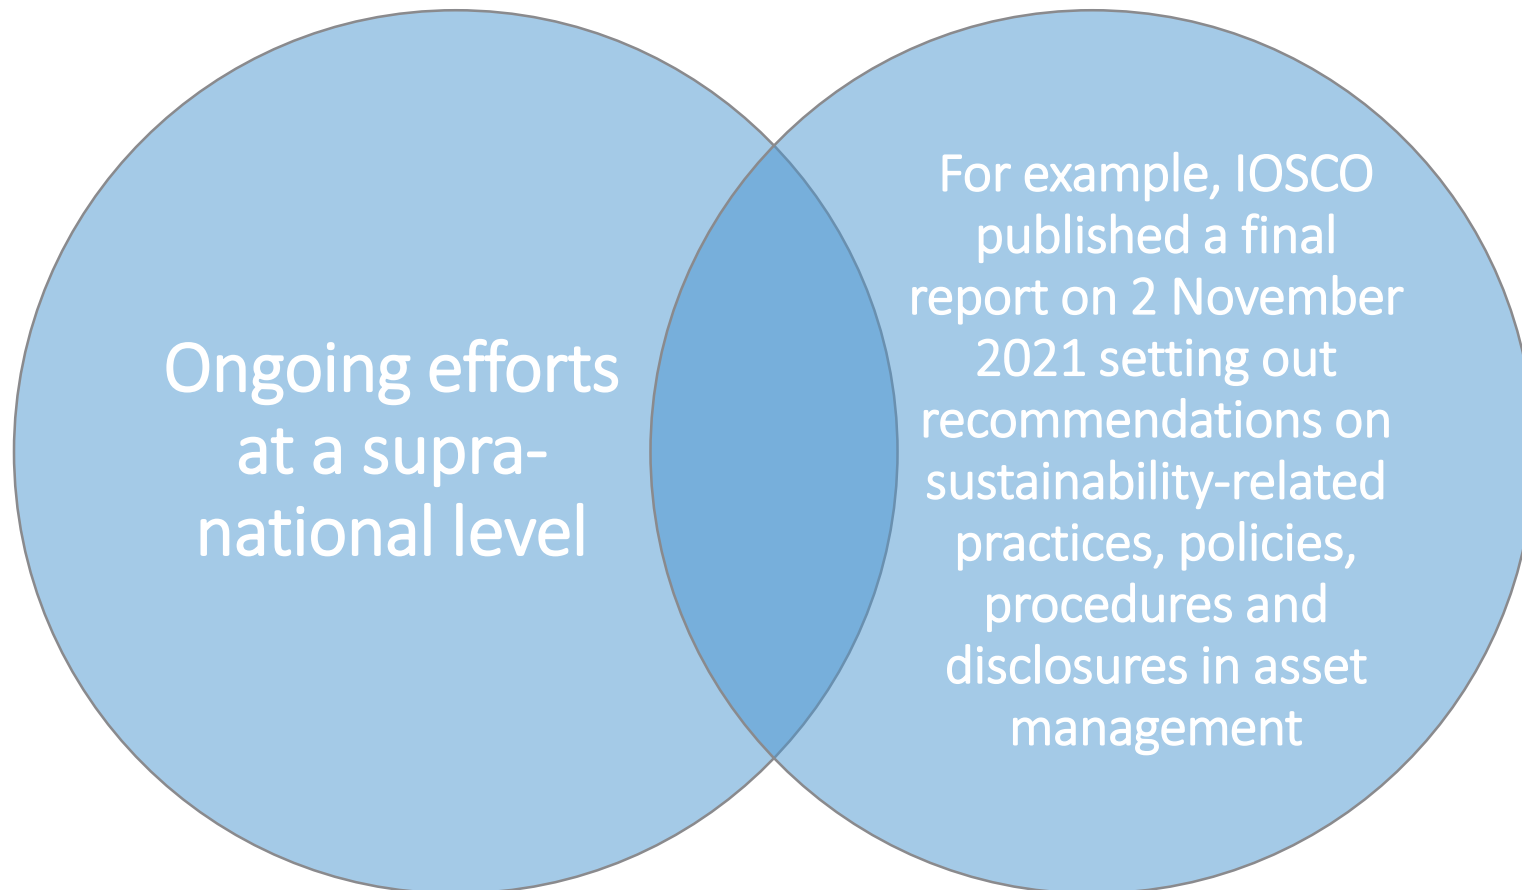 Ongoing efforts
at a supra-
national level
For example, IOSCO
published a final
report on 2 November
2021 setting out
recommendations on
sustainability-related
practices, policies,
procedures and
disclosures in asset
management